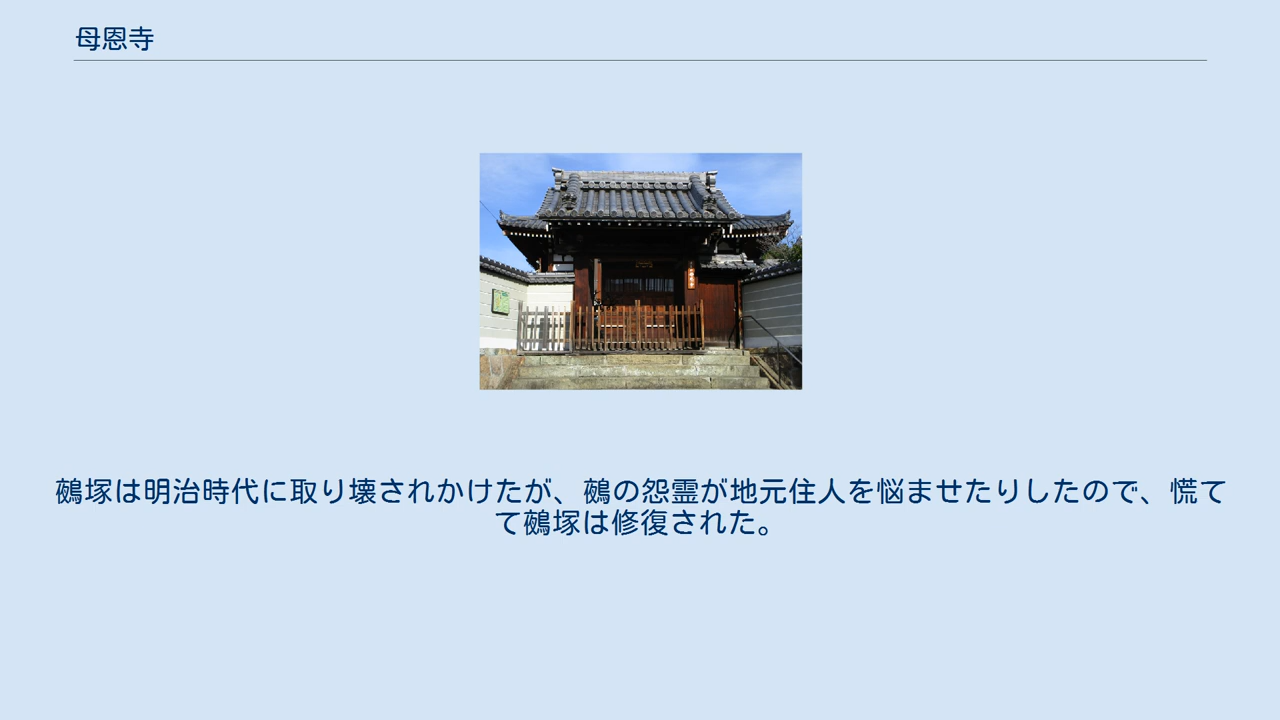 母恩寺
鵺塚は明治時代に取り壊されかけたが、鵺の怨霊が地元住人を悩ませたりしたので、慌て
て鵺塚は修復された。